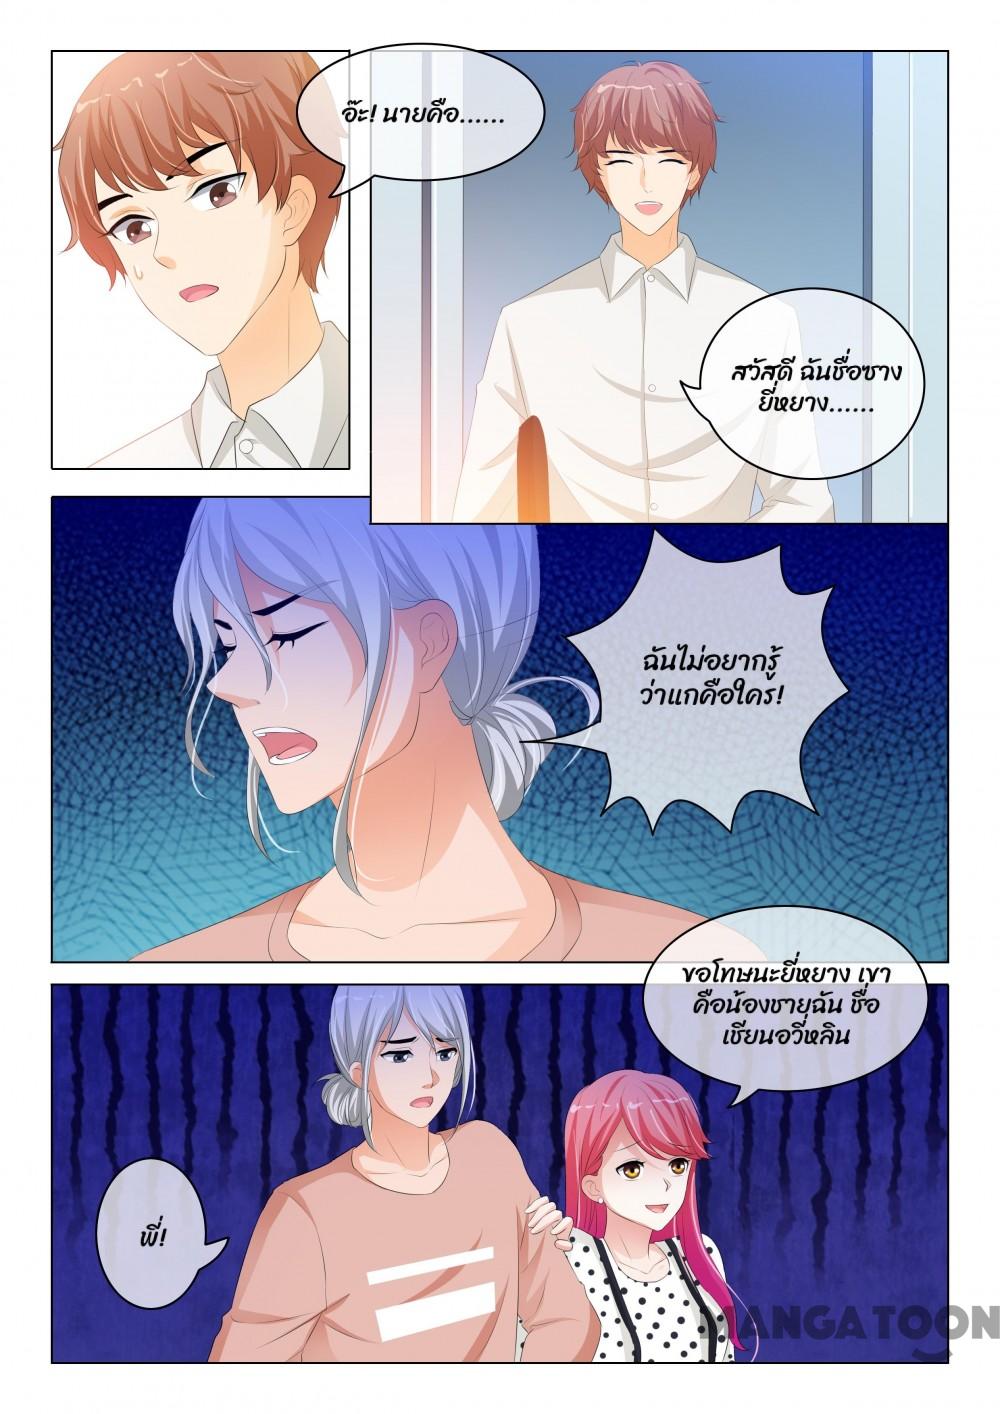 อ๊ะ! นายคือ......
สวัสดี ฉันชื่อซาง
ยี่หยาง......
ฉันไม่อยากรู้
ว่าแกคือใคร!
ขอโทษนะยี่หยาง เขา
คือน้องชายฉัน ชื่อ
เชียนอวี่หลิน
พี่!
MANGATOON